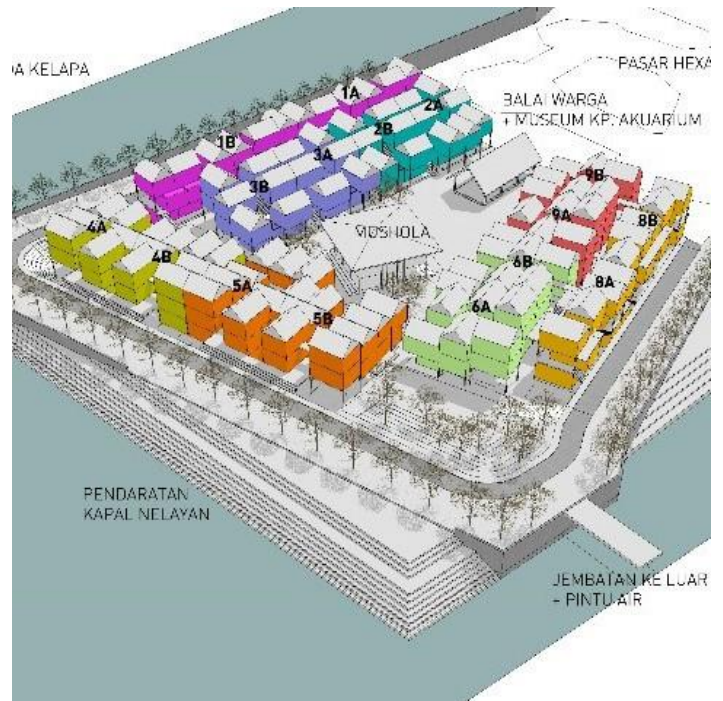 DA KELAPA
PASAR HEXA
BALAI WARGA
+ MUSEUM KP. AKUARIUM
1A
2A
1B
2B
3A
3B
9B
9A
8B
4A
MUSHOLA
4B
6B
5A
8A
6A
5B
PENDARATAN
KAPAL NELAYAN
JEMBATAN KE LUAR
+ PINTU AIR